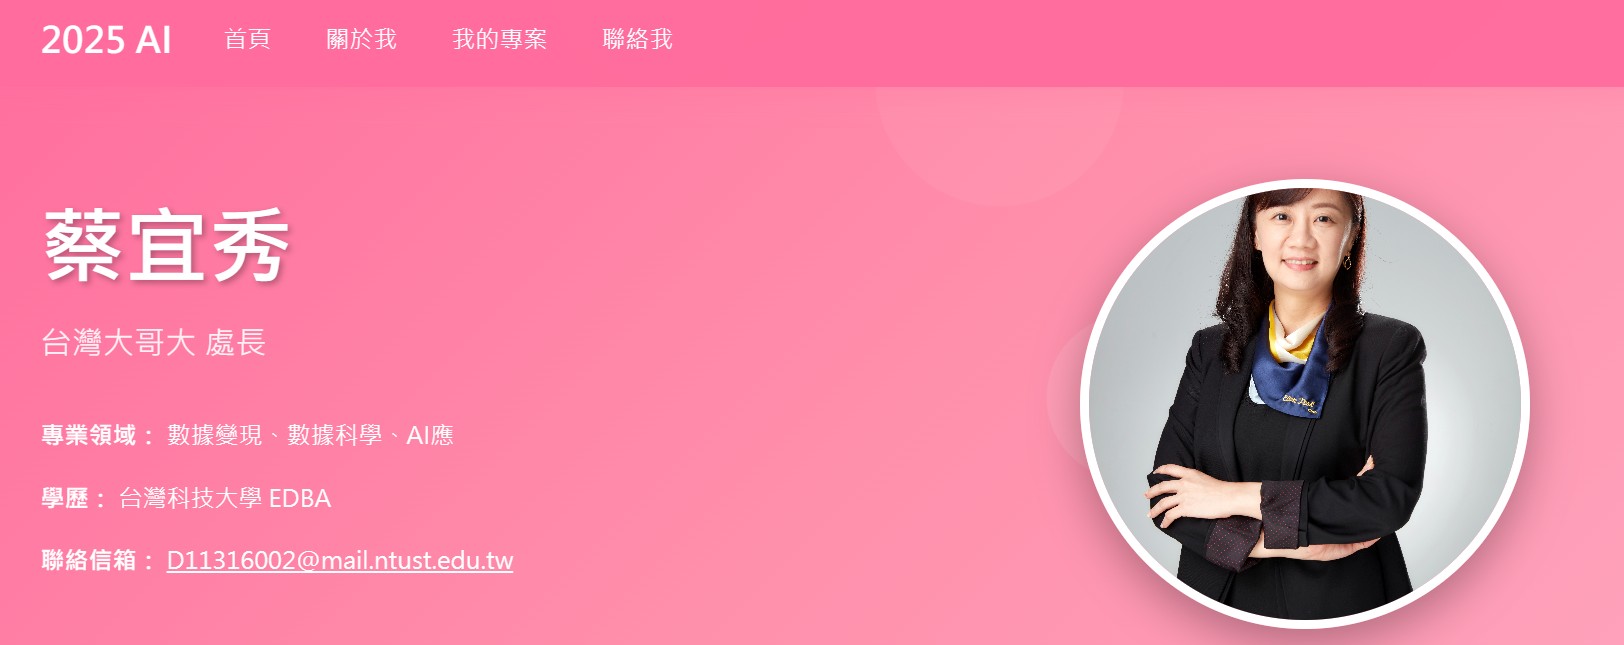 2025 AI 首頁 關於我 我的專案 聯絡我
蔡宜秀
台灣大哥大 處長
專業領域： 數據變現、數據科學、AI應
學歷： 台灣科技大學 EDBA
聯絡信箱： D11316002@mail.ntust.edu.tw